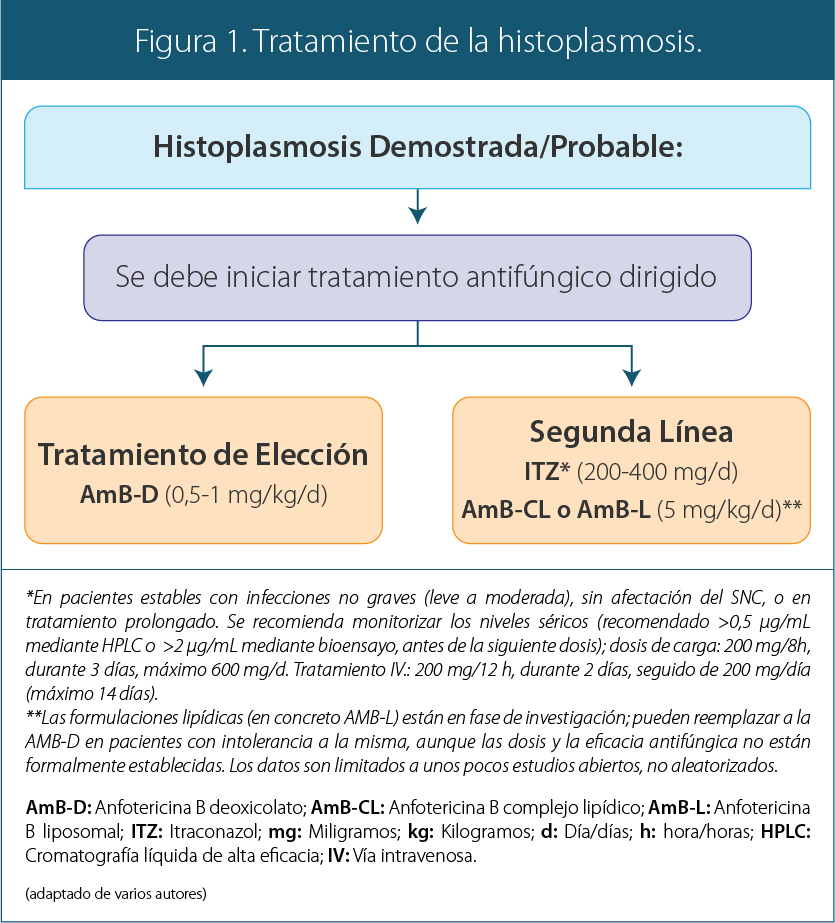 Figura 1. Tratamiento de la histoplasmosis.
Histoplasmosis Demostrada/Probable:
Se debe iniciar tratamiento antifúngico dirigido
Tratamiento de Elección
AmB-D (0,5-1 mg/kg/d)
Segunda Línea
ITZ* (200-400 mg/d)
AmB-CL o AmB-L (5 mg/kg/d)**
*En pacientes estables con infecciones no graves (leve a moderada), sin afectación del SNC, o en
tratamiento prolongado. Se recomienda monitorizar los niveles séricos (recomendado >0,5 µg/mL
mediante HPLC o >2 µg/mL mediante bioensayo, antes de la siguiente dosis); dosis de carga: 200 mg/8h,
durante 3 días, máximo 600 mg/d. Tratamiento IV.: 200 mg/12 h, durante 2 días, seguido de 200 mg/día
(máximo 14 días).
**Las formulaciones lipídicas (en concreto AMB-L) están en fase de investigación; pueden reemplazar a la
AMB-D en pacientes con intolerancia a la misma, aunque las dosis y la eficacia antifúngica no están
formalmente establecidas. Los datos son limitados a unos pocos estudios abiertos, no aleatorizados.
AmB-D: Anfotericina B deoxicolato; AmB-CL: Anfotericina B complejo lipídico; AmB-L: Anfotericina
B liposomal; ITZ: Itraconazol; mg: Miligramos; kg: Kilogramos; d: Día/días; h: hora/horas; HPLC:
Cromatografía líquida de alta eficacia; IV: Vía intravenosa.
(adaptado de varios autores)